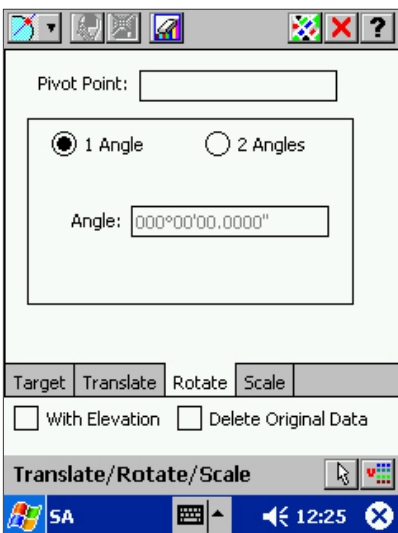 ?
Pivot Point:
1 Angle 2 Angles
Angle: 000°00'00.0000"
Target Translate Rotate Scale
With Elevation Delete Original Data
Translate/Rotate/Scale
SA 12:25